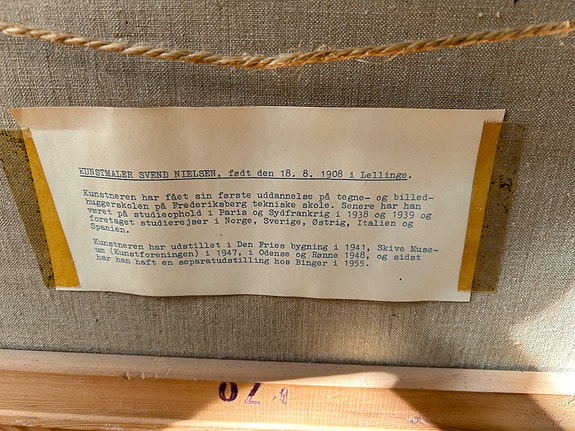 KUNSTMALER SVEND NIELSEN, født den 18. 8. 1908 i Lellinge.
Kunstneren har fået sin første uddannelse på tegne- og billed-
huggerskolen på Frederiksberg tekniske skole. Senere har han
været på studieophold i Paris og Sydfrankrig i 1938 og 1939 og
foretaget studierejser i Norge, Sverige, Østrig, Italien og
Spanien.
Kunstneren har udstillet i Den Fries bygning i 1941, Skive Muse-
um (Kunstforeningen) i 1947, i Odense og Rønne 1948, og sidst
har han haft en separatudstilling hos Binger i 1955.